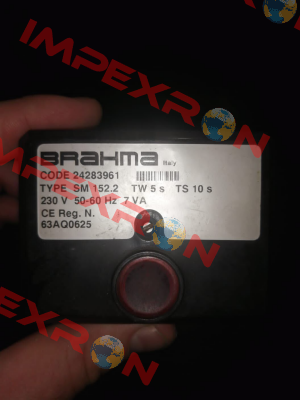 IMPEXRON
BRAHMA Italy
CODE 24283961
TYPE SM 152.2 TW 5 s TS 10 s
230 V 50-60 Hz 7 VA
CE Reg. N.
63AQ0625
IMPEXRON